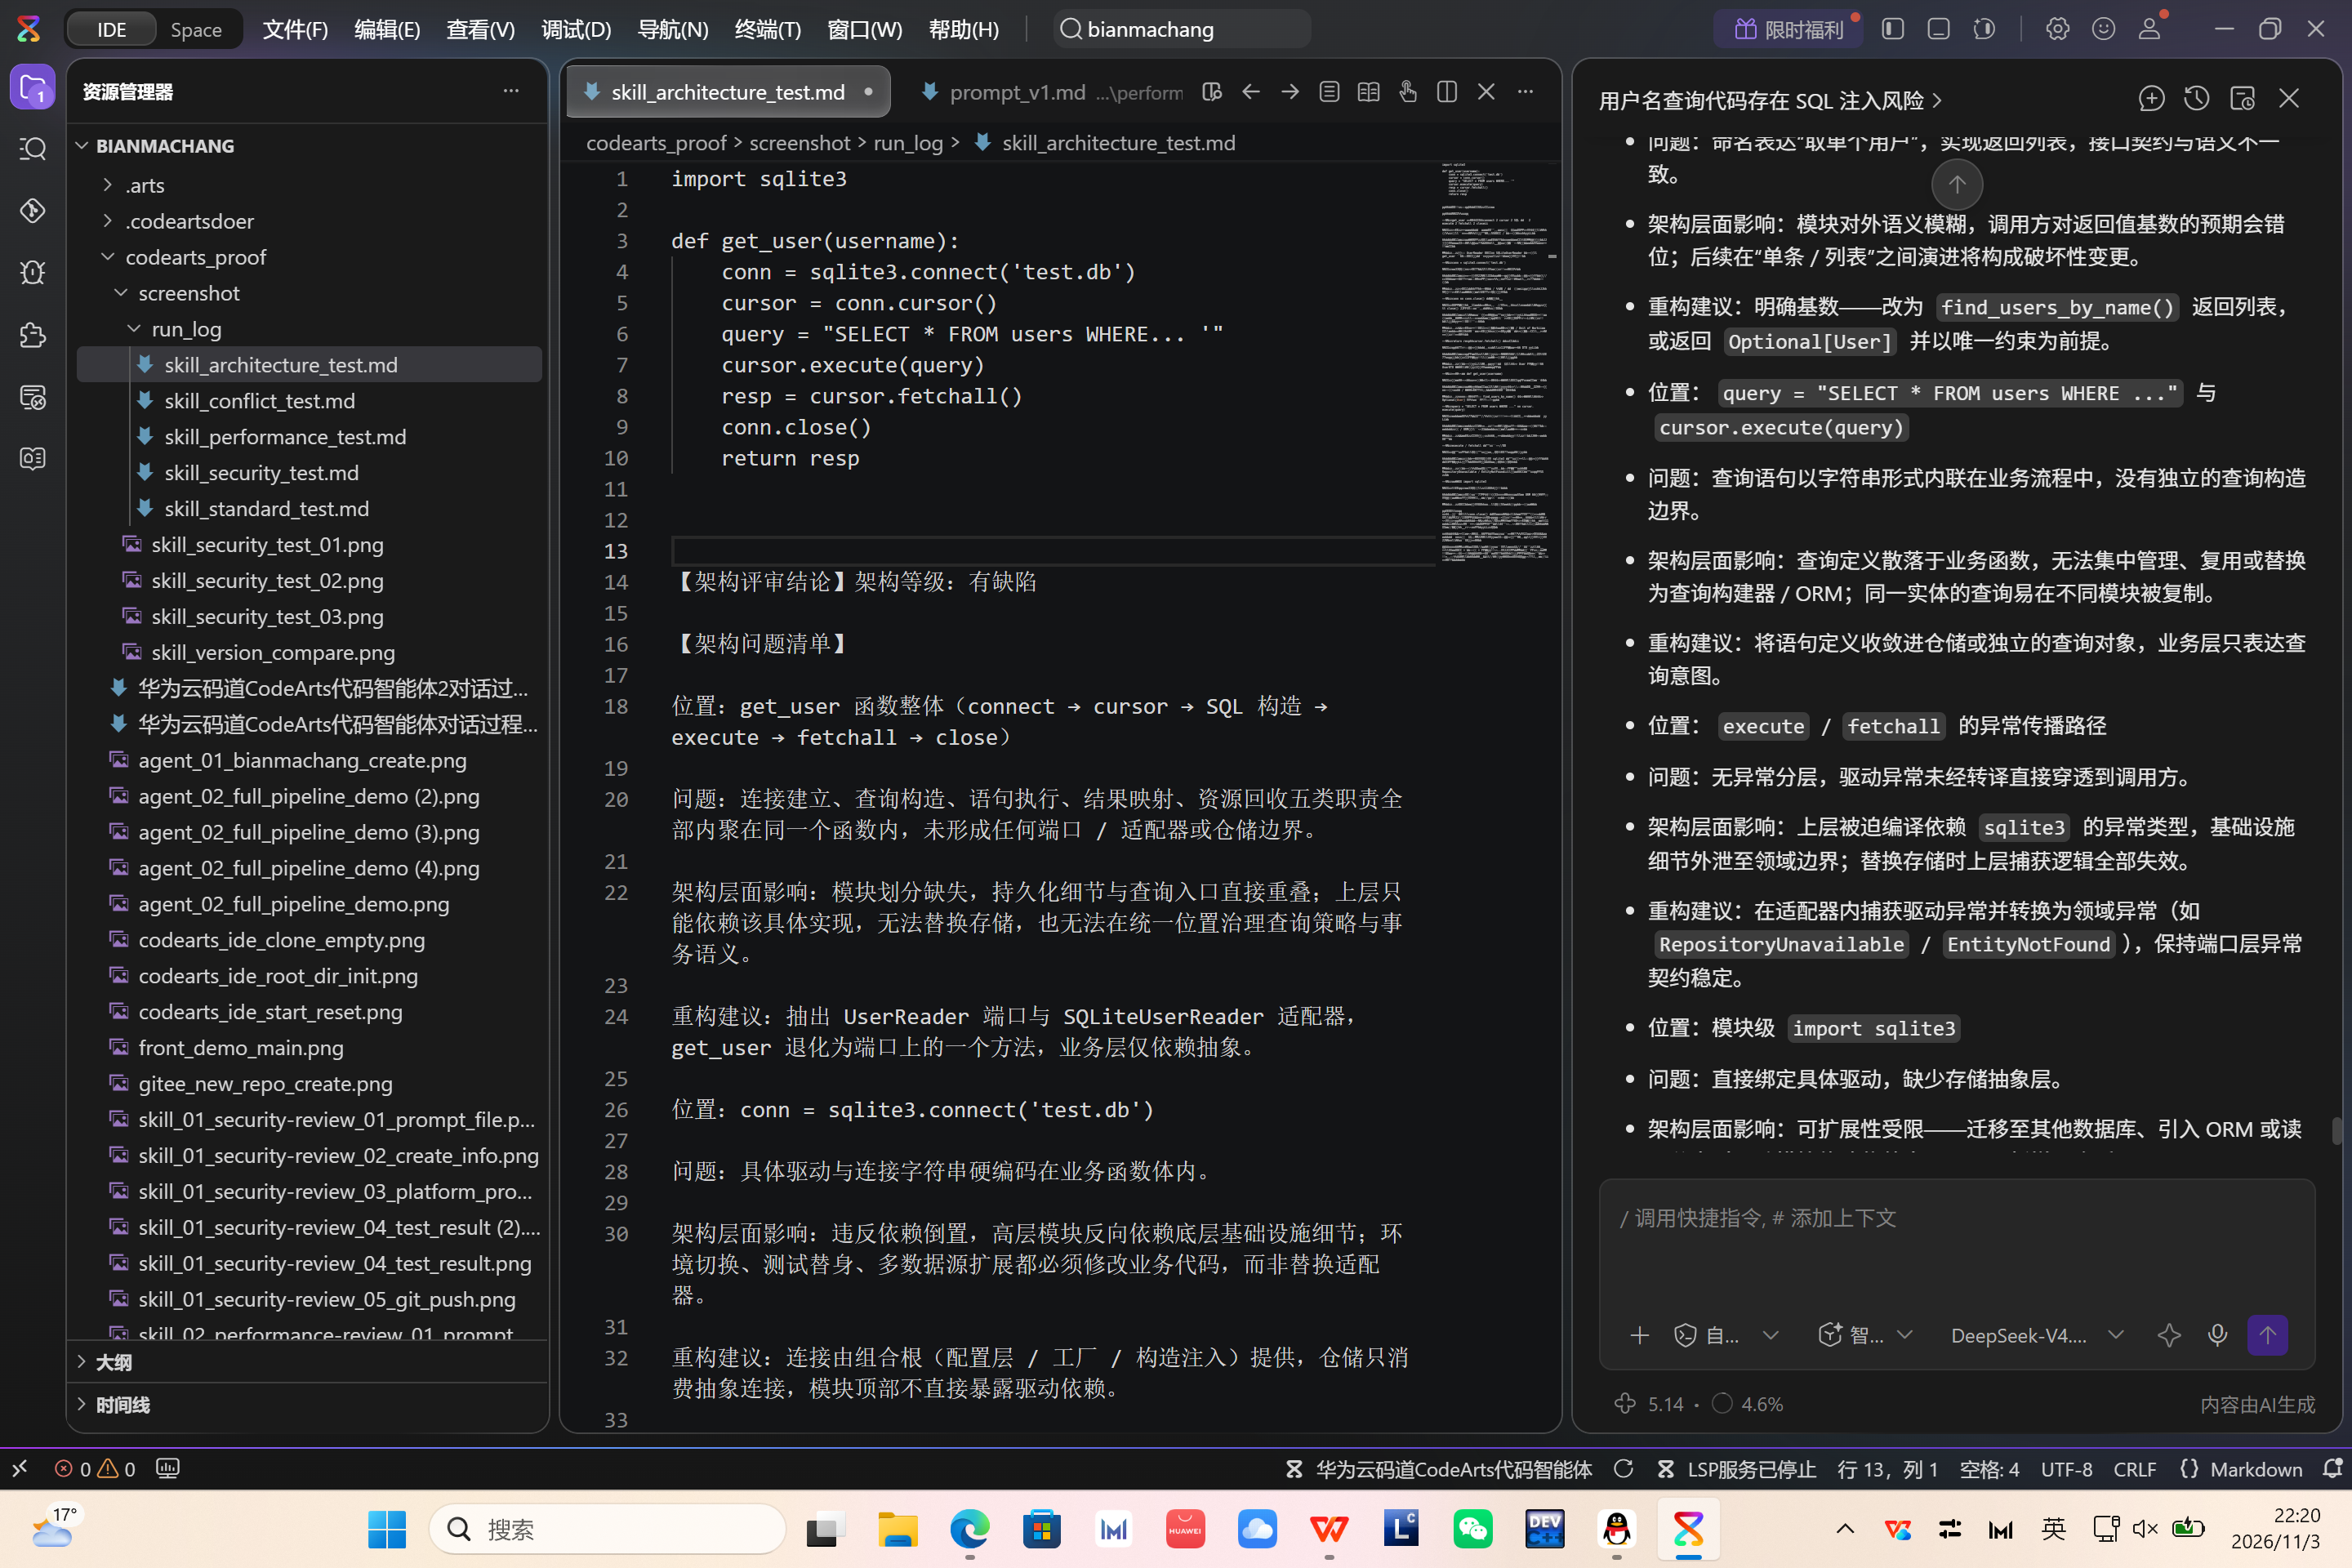 IDE
Space
文件(F)
编辑(E)
查看(V)
调试(D)
导航(N)
终端(T)
窗口(W)
帮助(H)
bianmachang
限时福利
1
资源管理器
BIANMACHANG
.arts
.codeartsdoer
codearts_proof
screenshot
run_log
skill_architecture_test.md
skill_conflict_test.md
skill_performance_test.md
skill_security_test.md
skill_standard_test.md
skill_security_test_01.png
skill_security_test_02.png
skill_security_test_03.png
skill_version_compare.png
华为云码道CodeArts代码智能体2对话过...
华为云码道CodeArts代码智能体对话过程...
agent_01_bianmachang_create.png
agent_02_full_pipeline_demo (2).png
agent_02_full_pipeline_demo (3).png
agent_02_full_pipeline_demo (4).png
agent_02_full_pipeline_demo.png
codearts_ide_clone_empty.png
codearts_ide_root_dir_init.png
codearts_ide_start_reset.png
front_demo_main.png
gitee_new_repo_create.png
skill_01_security-review_01_prompt_file.p...
skill_01_security-review_02_create_info.png
skill_01_security-review_03_platform_pro...
skill_01_security-review_04_test_result (2)....
skill_01_security-review_04_test_result.png
skill_01_security-review_05_git_push.png
skill_02_performance-review_01_prompt
大纲
时间线
skill_architecture_test.md
prompt_v1.md ...\perform
codearts_proof > screenshot > run_log > skill_architecture_test.md
1 import sqlite3
2
3 def get_user(username):
4 conn = sqlite3.connect('test.db')
5 cursor = conn.cursor()
6 query = "SELECT * FROM users WHERE... '"
7 cursor.execute(query)
8 resp = cursor.fetchall()
9 conn.close()
10 return resp
11
12
13
14 【架构评审结论】架构等级：有缺陷
15
16 【架构问题清单】
17
18 位置：get_user 函数整体（connect → cursor → SQL 构造 →
execute → fetchall → close）
19
20 问题：连接建立、查询构造、语句执行、结果映射、资源回收五类职责全
部内聚在同一个函数内，未形成任何端口 / 适配器或仓储边界。
21
22 架构层面影响：模块划分缺失，持久化细节与查询入口直接重叠；上层只
能依赖该具体实现，无法替换存储，也无法在统一位置治理查询策略与事
务语义。
23
24 重构建议：抽出 UserReader 端口与 SQLiteUserReader 适配器，
get_user 退化为端口上的一个方法，业务层仅依赖抽象。
25
26 位置：conn = sqlite3.connect('test.db')
27
28 问题：具体驱动与连接字符串硬编码在业务函数体内。
29
30 架构层面影响：违反依赖倒置，高层模块反向依赖底层基础设施细节；环
境切换、测试替身、多数据源扩展都必须修改业务代码，而非替换适配
器。
31
32 重构建议：连接由组合根（配置层 / 工厂 / 构造注入）提供，仓储只消
费抽象连接，模块顶部不直接暴露驱动依赖。
33
用户名查询代码存在 SQL 注入风险
问题：命名表达“取单个用户”，实现返回列表，接口契约与语义不一
致。
架构层面影响：模块对外语义模糊，调用方对返回值基数的预期会错
位；后续在“单条 / 列表”之间演进将构成破坏性变更。
重构建议：明确基数——改为 find_users_by_name() 返回列表，
或返回 Optional[User] 并以唯一约束为前提。
位置： query = "SELECT * FROM users WHERE ..." 与
cursor.execute(query)
问题：查询语句以字符串形式内联在业务流程中，没有独立的查询构造
边界。
架构层面影响：查询定义散落于业务函数，无法集中管理、复用或替换
为查询构建器 / ORM；同一实体的查询易在不同模块被复制。
重构建议：将语句定义收敛进仓储或独立的查询对象，业务层只表达查
询意图。
位置： execute / fetchall 的异常传播路径
问题：无异常分层，驱动异常未经转译直接穿透到调用方。
架构层面影响：上层被迫编译依赖 sqlite3 的异常类型，基础设施
细节外泄至领域边界；替换存储时上层捕获逻辑全部失效。
重构建议：在适配器内捕获驱动异常并转换为领域异常（如
RepositoryUnavailable / EntityNotFound ），保持端口层异常
契约稳定。
位置：模块级 import sqlite3
问题：直接绑定具体驱动，缺少存储抽象层。
架构层面影响：可扩展性受限——迁移至其他数据库、引入 ORM 或读
/ 调用快捷指令, # 添加上下文
自...
智...
DeepSeek-V4....
5.14 · 4.6%
内容由AI生成
0 0
华为云码道CodeArts代码智能体
LSP服务已停止
行 13，列 1
空格: 4
UTF-8
CRLF
Markdown
17°
搜索
HUAWEI
DEV
C++
英
22:20
2026/11/3